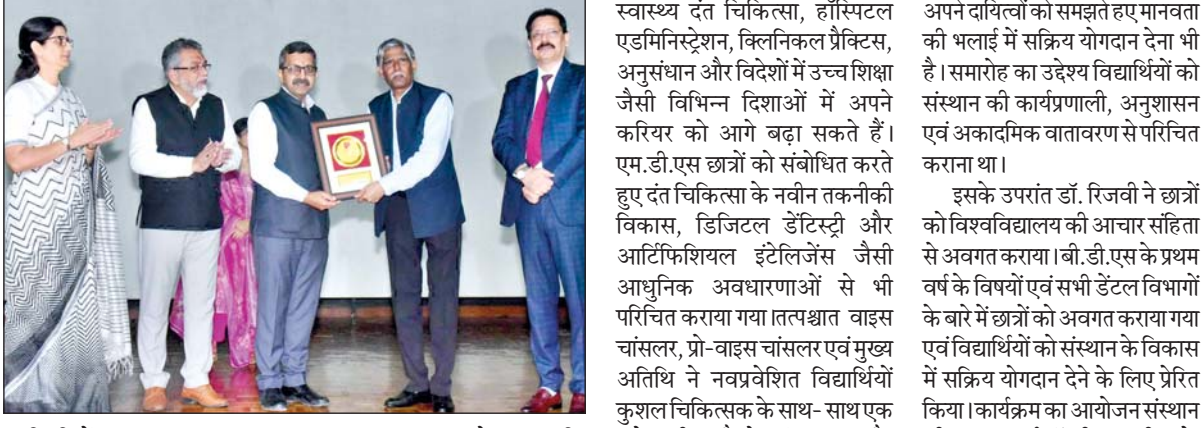 स्वास्थ्य दंत चिकित्सा, हॉस्पिटल
एडमिनिस्ट्रेशन, क्लिनिकल प्रैक्टिस,
अनुसंधान और विदेशों में उच्च शिक्षा
जैसी विभिन्न दिशाओं में अपने
करियर को आगे बढ़ा सकते हैं।
एम.डी.एस छात्रों को संबोधित करते
हुए दंत चिकित्सा के नवीन तकनीकी
विकास, डिजिटल डेंटिस्ट्री और
आर्टिफिशियल इंटेलिजेंस जैसी
आधुनिक अवधारणाओं से भी
परिचित कराया गया।तत्पश्चात वाइस
चांसलर, प्रो-वाइस चांसलर एवं मुख्य
अतिथि ने नवप्रवेशित विद्यार्थियों
कुशल चिकित्सक के साथ- साथ एक
अपने दायित्वों को समझते हुए मानवता
की भलाई में सक्रिय योगदान देना भी
है। समारोह का उद्देश्य विद्यार्थियों को
संस्थान की कार्यप्रणाली, अनुशासन
एवं अकादमिक वातावरण से परिचित
कराना था।
इसके उपरांत डॉ. रिजवी ने छात्रों
को विश्वविद्यालय की आचार संहिता
से अवगत कराया। बी.डी.एस के प्रथम
वर्ष के विषयों एवं सभी डेंटल विभागों
के बारे में छात्रों को अवगत कराया गया
एवं विद्यार्थियों को संस्थान के विकास
में सक्रिय योगदान देने के लिए प्रेरित
किया। कार्यक्रम का आयोजन संस्थान